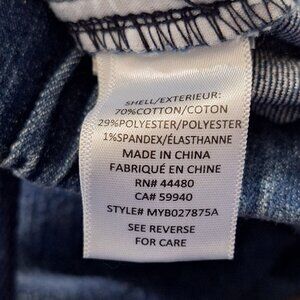 SHELL/EXTERIEUR:
70%COTTON/COTON
29%POLYESTER/POLYESTER
1%SPANDEX/ÉLASTHANNE
MADE IN CHINA
FABRIQUÉ EN CHINE
RN# 44480
CA# 59940
STYLE# MYB027875A
SEE REVERSE
FOR CARE